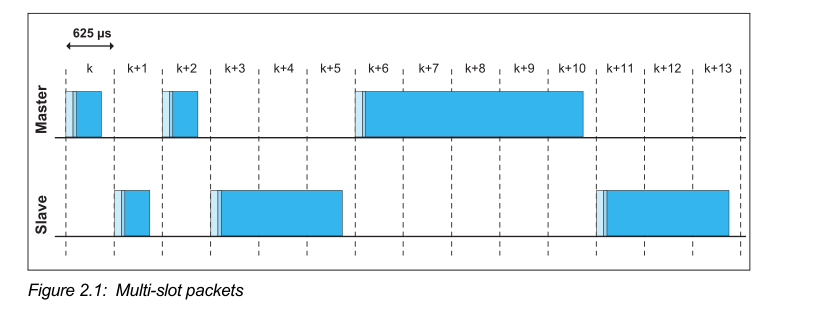 625 µs
k k+1 k+2 k+3 k+4 k+5 k+6 k+7 k+8 k+9 k+10 k+11 k+12 k+13
Master
Slave
Figure 2.1: Multi-slot packets